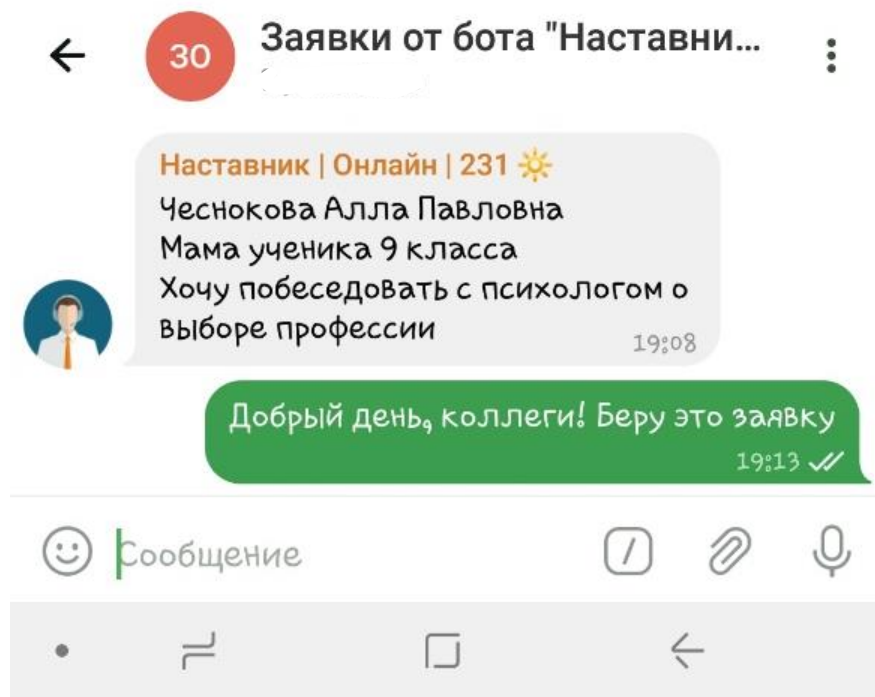 ЗО
Заявки от бота "Наставни...
Наставник | Онлайн | 231
Чеснокова Алла Павловна
Мама ученика 9 класса
Хочу побеседовать с психологом о
выборе профессии
19:08
Добрый день, коллеги! Беру это заявку
19:13
Сообщение